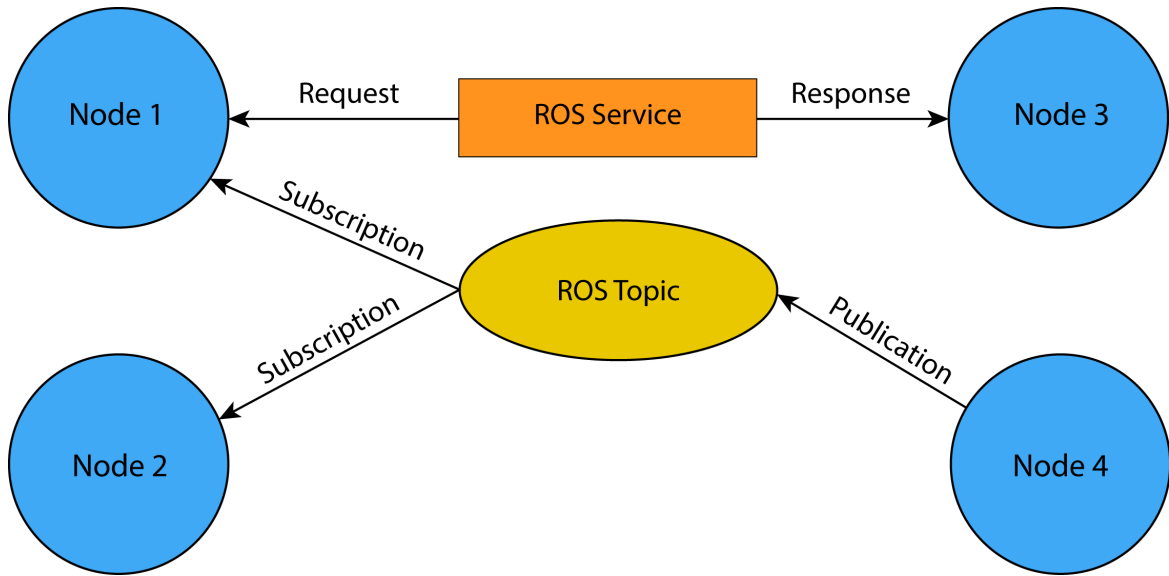 Node 1
Request
ROS Service
Response
Node 3
Subscription
ROS Topic
Subscription
Publication
Node 2
Node 4